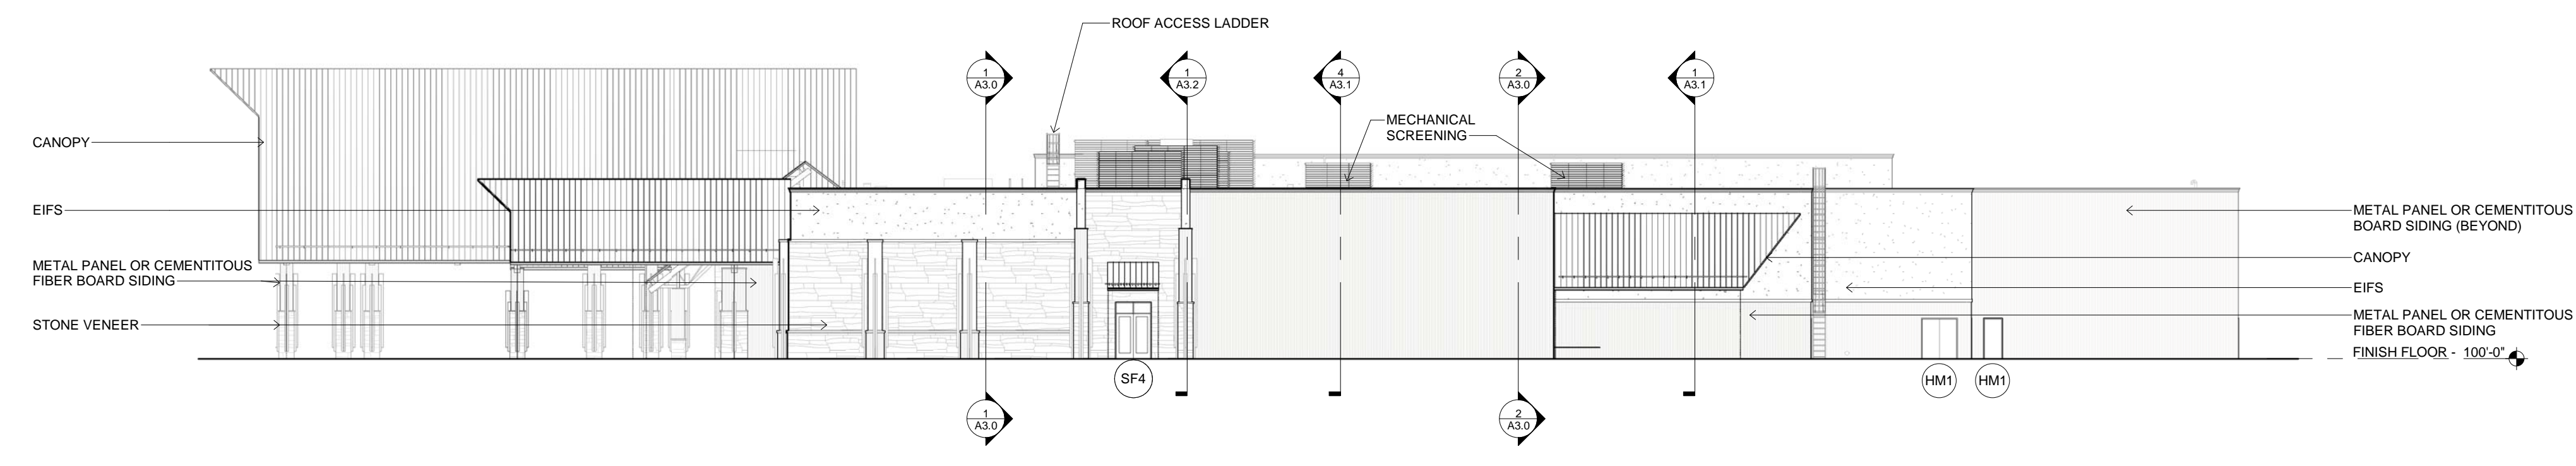 ROOF ACCESS LADDER
1
A3.0
1
A3.2
4
A3.1
2
A3.0
1
A3.1
MECHANICAL
SCREENING
CANOPY
EIFS
METAL PANEL OR CEMENTITOUS
FIBER BOARD SIDING
STONE VENEER
METAL PANEL OR CEMENTITOUS
BOARD SIDING (BEYOND)
CANOPY
EIFS
METAL PANEL OR CEMENTITOUS
FIBER BOARD SIDING
FINISH FLOOR - 100'-0"
SF4
HM1
HM1
1
A3.0
2
A3.0